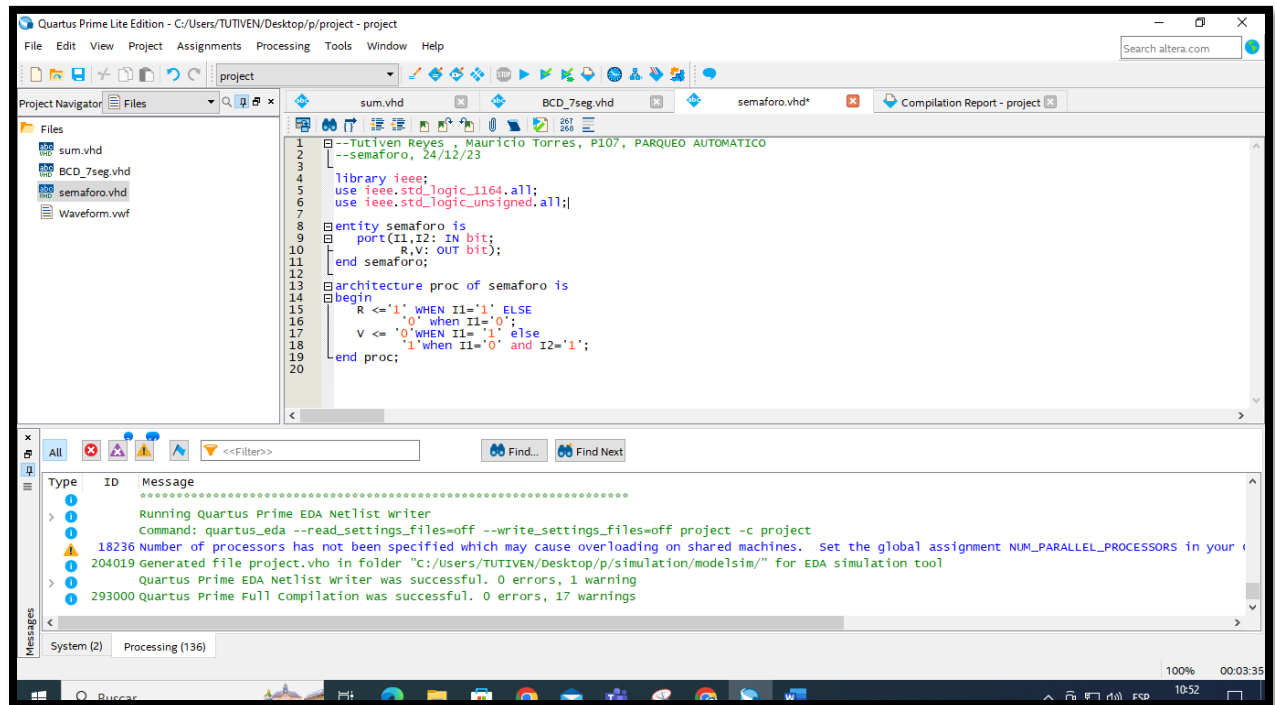 Quartus Prime Lite Edition - C:/Users/TUTIVEN/Desktop/p/project - project
File Edit View Project Assignments Processing Tools Window Help
Search altera.com
project
Project Navigator Files
sum.vhd BCD_7seg.vhd semaforo.vhd* Compilation Report - project
Files
sum.vhd
BCD_7seg.vhd
semaforo.vhd
Waveform.vwf
267
268
1 --Tutiven Reyes , Mauricio Torres, P107, PARQUEO AUTOMATICO
2 --semaforo, 24/12/23
3
4 library ieee;
5 use ieee.std_logic_1164.all;
6 use ieee.std_logic_unsigned.all;
7
8 entity semaforo is
9 port(I1,I2: IN bit;
10 R,V: OUT bit);
11 end semaforo;
12
13 architecture proc of semaforo is
14 begin
15 R <='1' WHEN I1='1' ELSE
16 '0' when I1='0';
17 V <= '0'WHEN I1= '1' else
18 '1'when I1='0' and I2='1';
19 end proc;
20
All <<Filter>> Find... Find Next
Type ID Message
*******************************************************************
Running Quartus Prime EDA Netlist Writer
Command: quartus_eda --read_settings_files=off --write_settings_files=off project -c project
18236 Number of processors has not been specified which may cause overloading on shared machines. Set the global assignment NUM_PARALLEL_PROCESSORS in your
204019 Generated file project.vho in folder "C:/Users/TUTIVEN/Desktop/p/simulation/modelsim/" for EDA simulation tool
Quartus Prime EDA Netlist Writer was successful. 0 errors, 1 warning
293000 Quartus Prime Full Compilation was successful. 0 errors, 17 warnings
Messages
System (2) Processing (136)
100% 00:03:35
Buscar
ESP
10:52